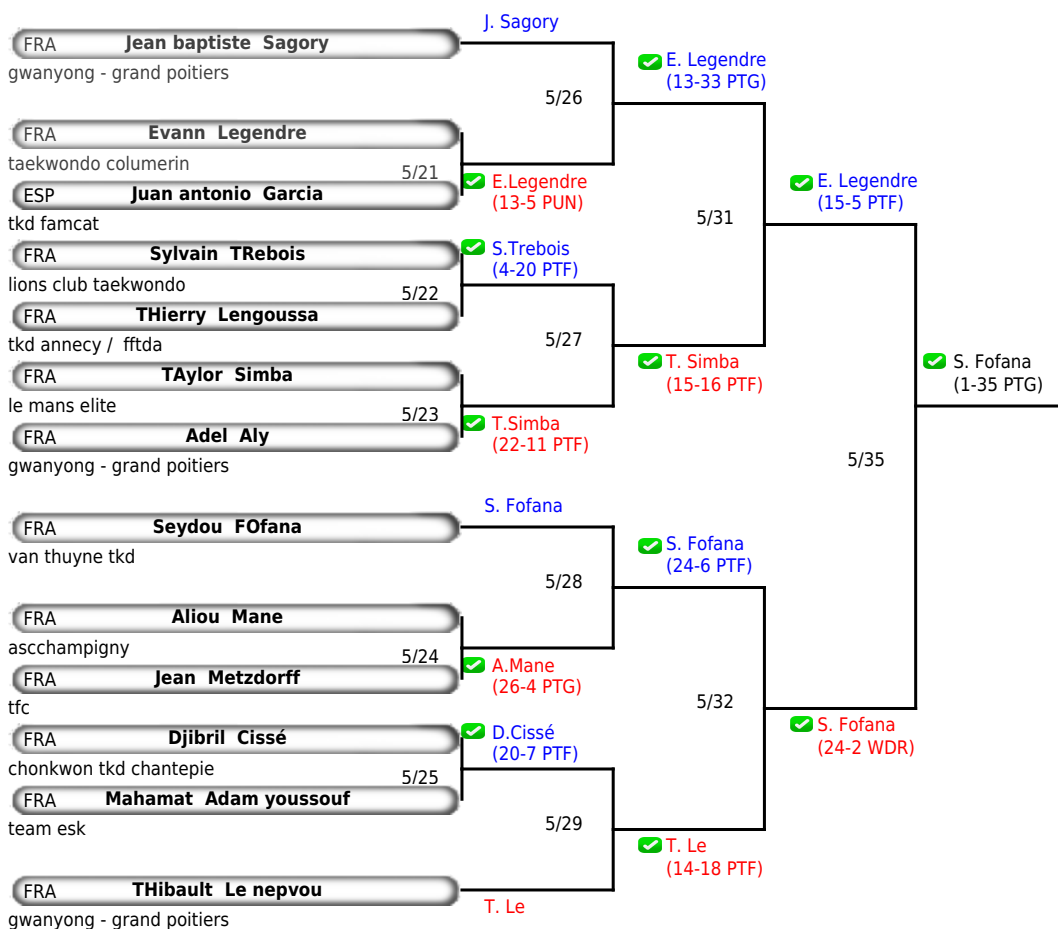 J. Sagory
FRA Jean baptiste Sagory
gwanyong - grand poitiers
E. Legendre
(13-33 PTG)
5/26
FRA Evann Legendre
taekwondo columerin
5/21
E.Legendre
(13-5 PUN)
ESP Juan antonio Garcia
tkd famcat
E. Legendre
(15-5 PTF)
5/31
FRA Sylvain TRebois
lions club taekwondo
S.Trebois
(4-20 PTF)
5/22
FRA THierry Lengoussa
tkd annecy / fftda
5/27
T. Simba
(15-16 PTF)
FRA TAylor Simba
le mans elite
5/23
T.Simba
(22-11 PTF)
FRA Adel Aly
gwanyong - grand poitiers
S. Fofana
(1-35 PTG)
5/35
S. Fofana
FRA Seydou FOfana
van thuyne tkd
S. Fofana
(24-6 PTF)
5/28
FRA Aliou Mane
ascchampigny
5/24
A.Mane
(26-4 PTG)
FRA Jean Metzdorff
tfc
5/32
S. Fofana
(24-2 WDR)
FRA Djibril Cissé
chonkwon tkd chantepie
D.Cissé
(20-7 PTF)
5/25
FRA Mahamat Adam youssouf
team esk
5/29
T. Le
(14-18 PTF)
FRA THibault Le nepvou
gwanyong - grand poitiers
T. Le